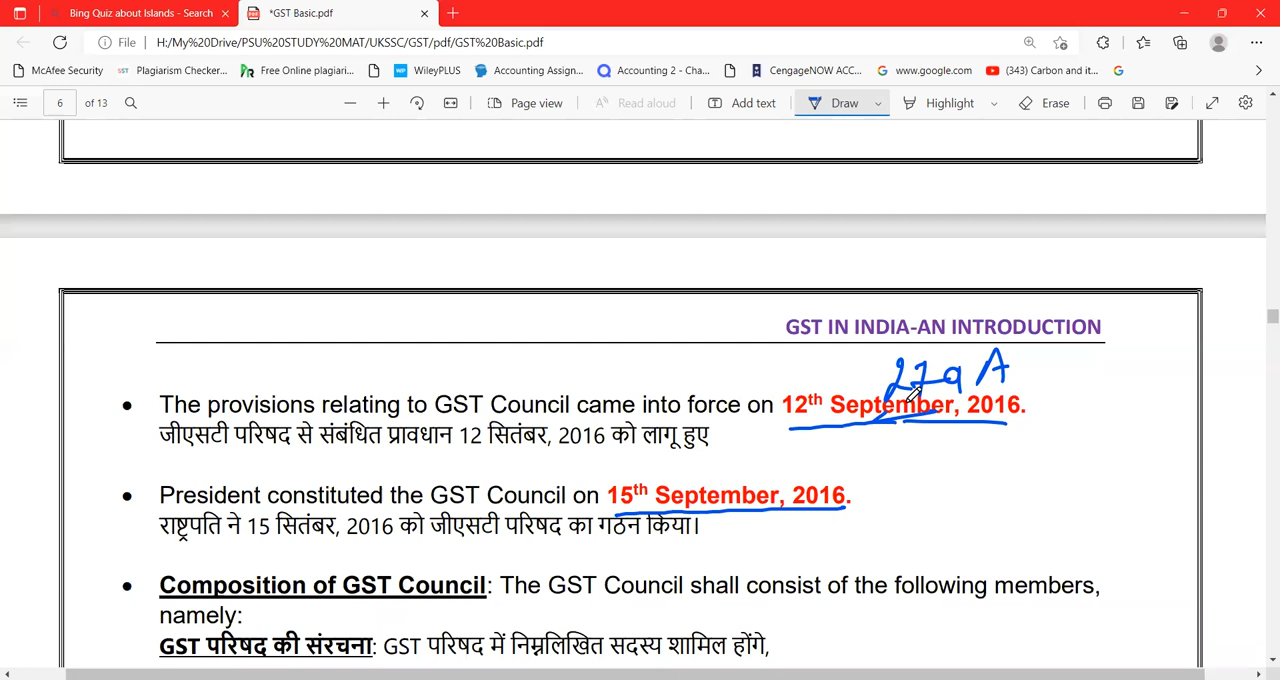 Bing Quiz about Islands - Search
*GST Basic.pdf
File H:/My%20Drive/PSU%20STUDY%20MAT/UKSSC/GST/pdf/GST%20Basic.pdf
McAfee Security SST Plagiarism Checker... Free Online plagiari... WP WileyPLUS Accounting Assign... Accounting 2 - Cha... CengageNOW ACC... www.google.com (343) Carbon and it...
6 of 13 Page view Read aloud Add text Draw Highlight Erase
GST IN INDIA-AN INTRODUCTION
279 A
• The provisions relating to GST Council came into force on 12th September, 2016.
जीएसटी परिषद से संबंधित प्रावधान 12 सितंबर, 2016 को लागू हुए
• President constituted the GST Council on 15th September, 2016.
राष्ट्रपति ने 15 सितंबर, 2016 को जीएसटी परिषद का गठन किया।
• Composition of GST Council: The GST Council shall consist of the following members,
namely:
GST परिषद की संरचना: GST परिषद में निम्नलिखित सदस्य शामिल होंगे,